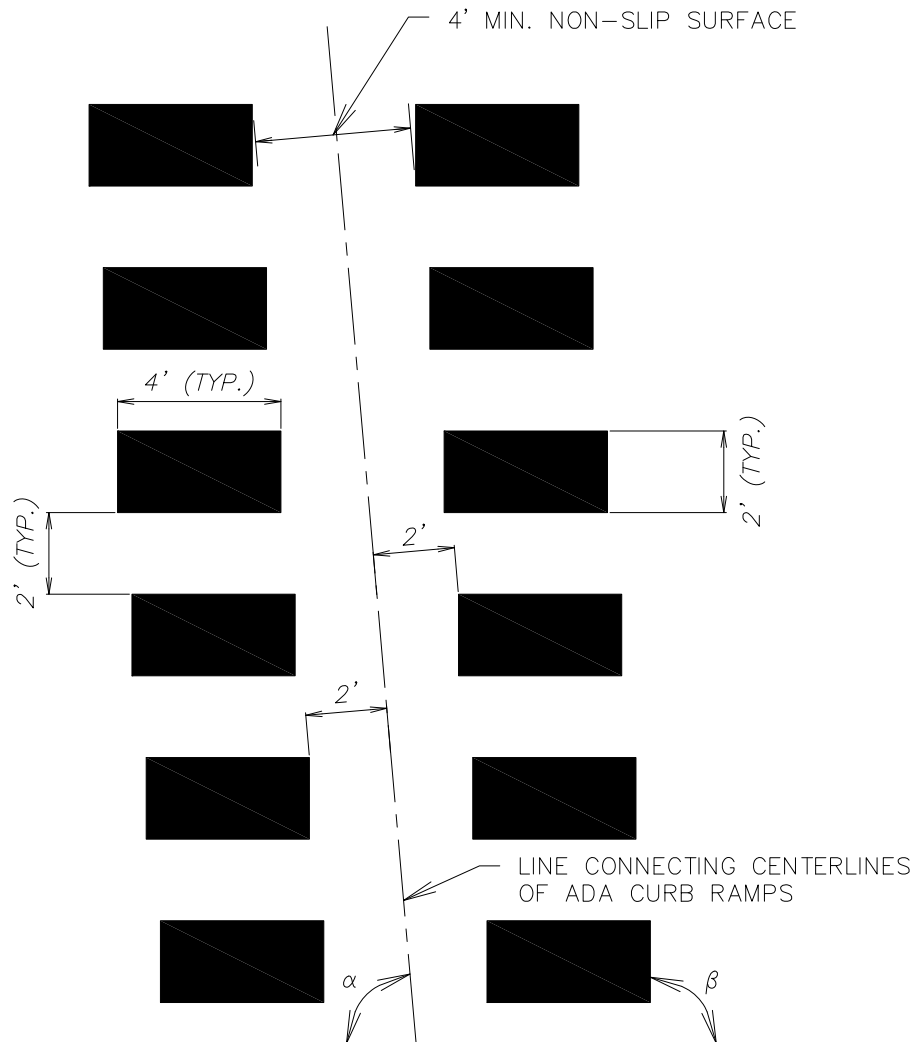 4' MIN. NON-SLIP SURFACE
4' (TYP.)
2' (TYP.)
2' (TYP.)
2'
2'
LINE CONNECTING CENTERLINES
OF ADA CURB RAMPS
α
β